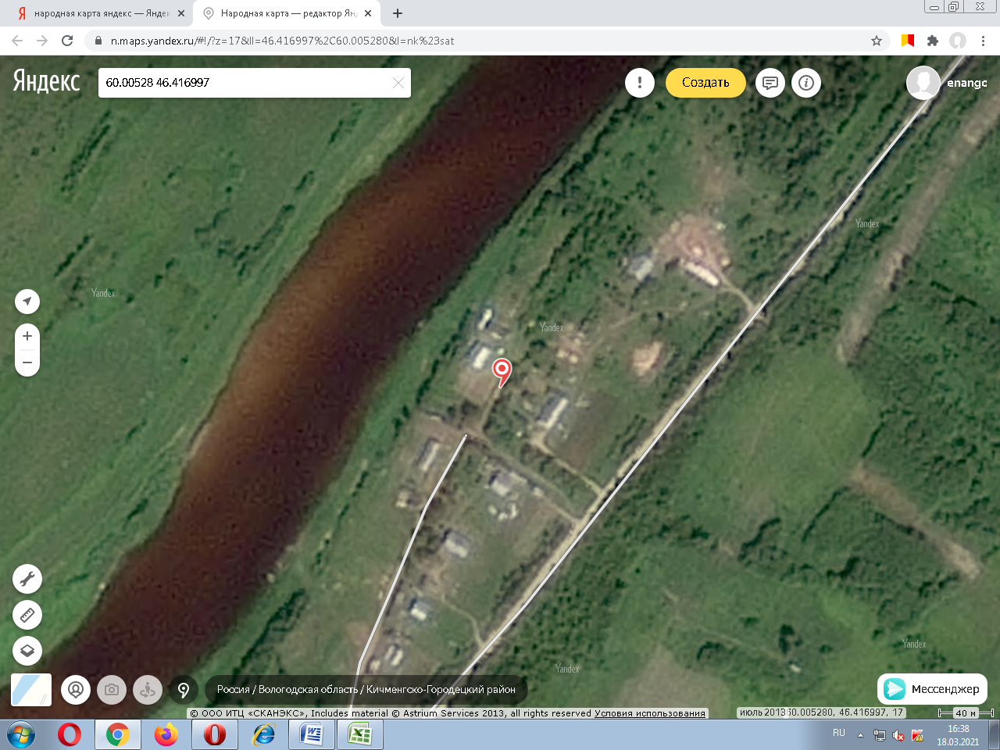 народная карта яндекс — Яндек
Народная карта — редактор Ян
n.maps.yandex.ru/#!/?z=17&ll=46.416997%2C60.005280&l=nk%23sat
Яндекс
60.00528 46.416997
Создать
enangc
Yandex
Yandex
Yandex
Yandex
Yandex
Россия / Вологодская область / Кичменгско-Городецкий район
Мессенджер
© ООО ИТЦ «СКАНЭКС», Includes material © Astrium Services 2013, all rights reserved Условия использования
июль 2013 60.005280, 46.416997, 17
40 м
RU
16:38
18.03.2021